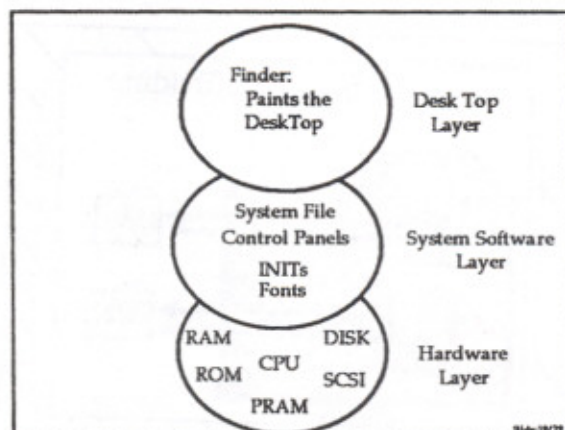 Finder:
Paints the
DeskTop
Desk Top
Layer
System File
Control Panels
INITs
Fonts
System Software
Layer
RAM
DISK
CPU
ROM
SCSI
PRAM
Hardware
Layer